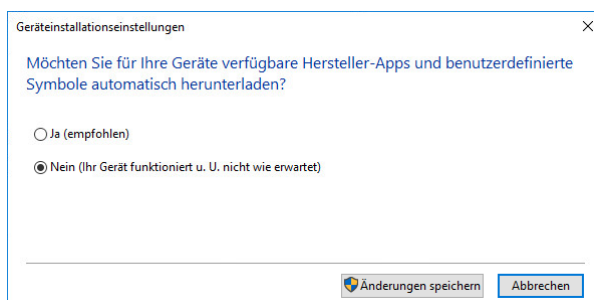 Geräteinstallationseinstellungen
Möchten Sie für Ihre Geräte verfügbare Hersteller-Apps und benutzerdefinierte
Symbole automatisch herunterladen?
Ja (empfohlen)
Nein (Ihr Gerät funktioniert u. U. nicht wie erwartet)
Änderungen speichern Abbrechen